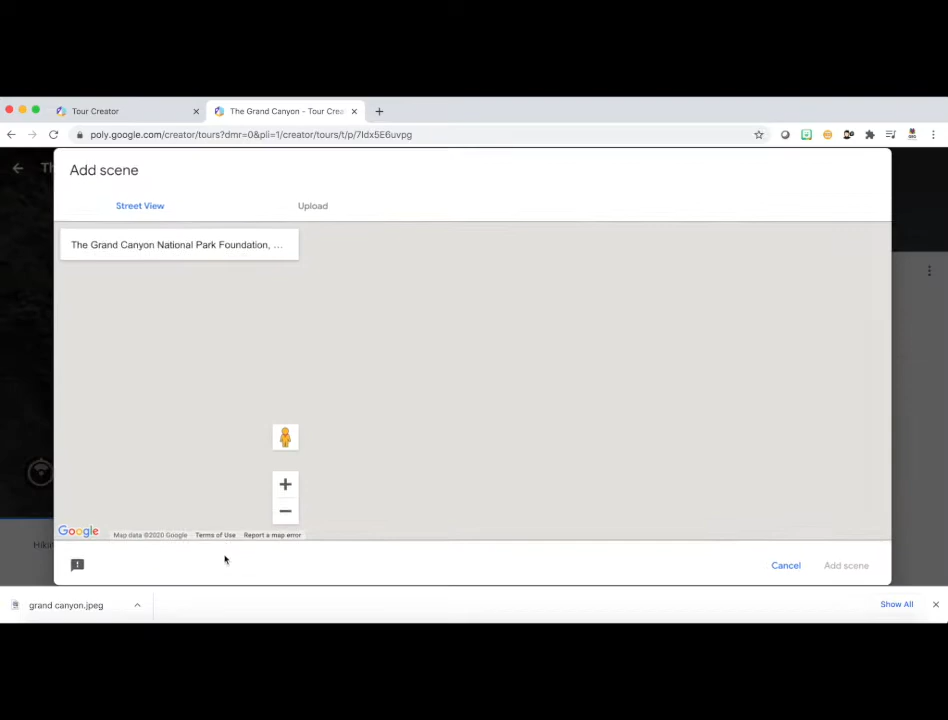 Tour Creator
The Grand Canyon - Tour Crea
poly.google.com/creator/tours?dmr=0&pli=1/creator/tours/t/p/7Idx5E6uvpg
Add scene
Th
Street View
Upload
The Grand Canyon National Park Foundation, ...
Google
Map data ©2020 Google
Terms of Use
Report a map error
Hikin
Cancel
Add scene
grand canyon.jpeg
Show All